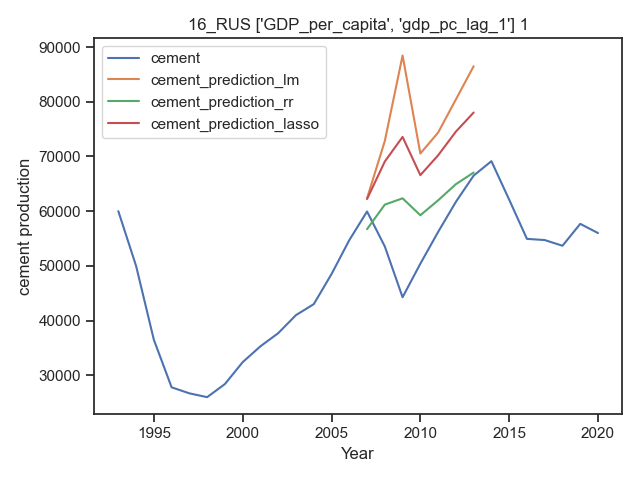 16_RUS ['GDP_per_capita', 'gdp_pc_lag_1'] 1
cement
cement_prediction_lm
cement_prediction_rr
cement_prediction_lasso
90000
80000
70000
60000
50000
40000
30000
cement production
1995
2000
2005
2010
2015
2020
Year